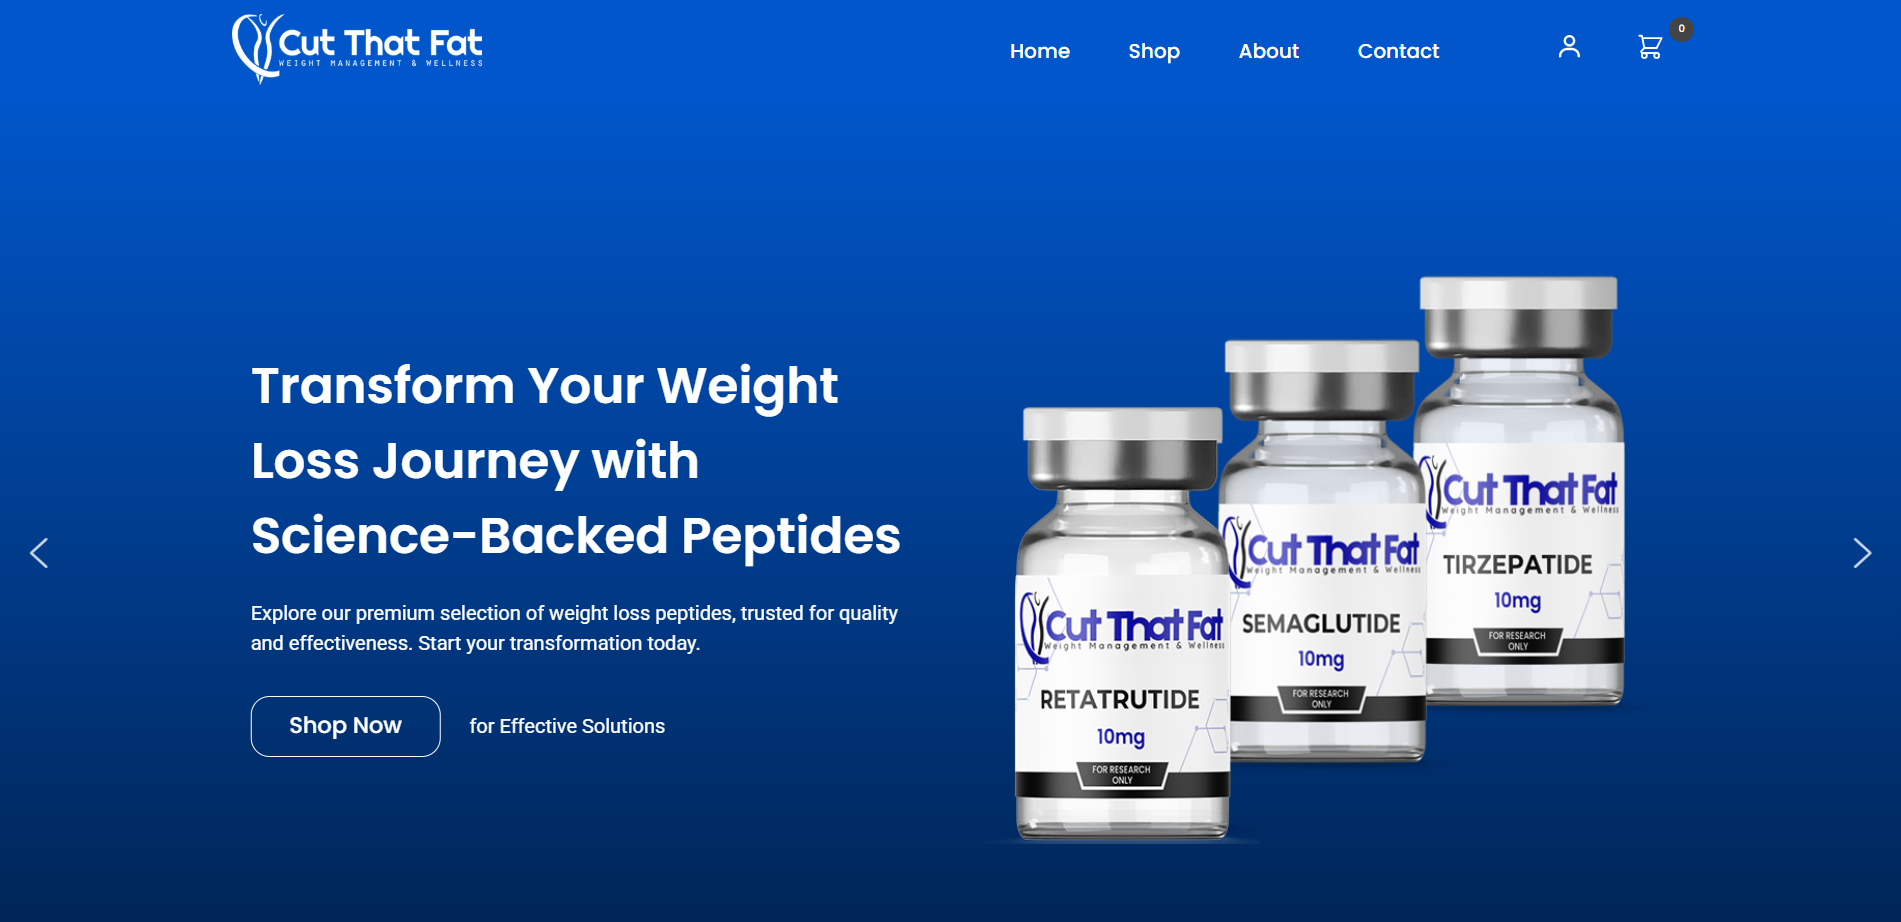 Cut That Fat
WEIGHT MANAGEMENT & WELLNESS
Home Shop About Contact
0
Transform Your Weight
Loss Journey with
Science-Backed Peptides
Explore our premium selection of weight loss peptides, trusted for quality
and effectiveness. Start your transformation today.
Shop Now for Effective Solutions
Cut That Fat
Weight Management & Wellness
RETATRUTIDE
10mg
FOR RESEARCH
ONLY
Cut That Fat
Weight Management & Wellness
SEMAGLUTIDE
10mg
FOR RESEARCH
ONLY
Cut That Fat
Weight Management & Wellness
TIRZEPATIDE
10mg
FOR RESEARCH
ONLY